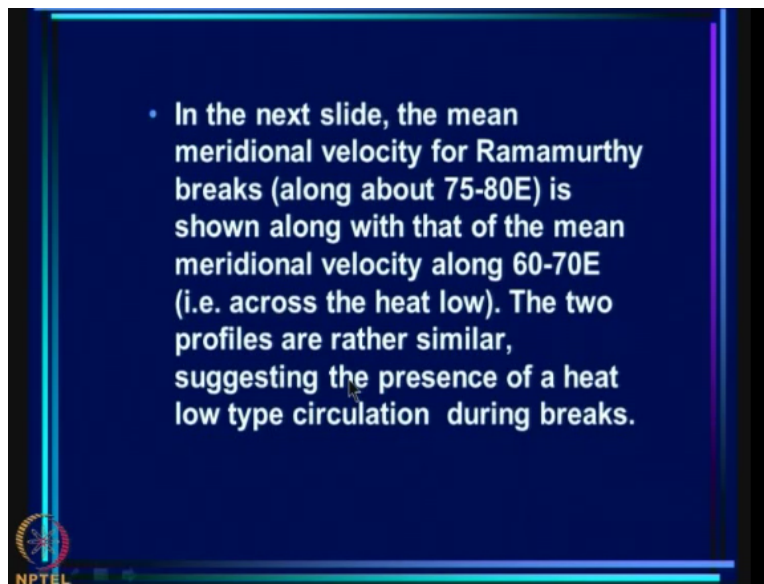 • In the next slide, the mean
meridional velocity for Ramamurthy
breaks (along about 75-80E) is
shown along with that of the mean
meridional velocity along 60-70E
(i.e. across the heat low). The two
profiles are rather similar,
suggesting the presence of a heat
low type circulation during breaks.
NPTEL